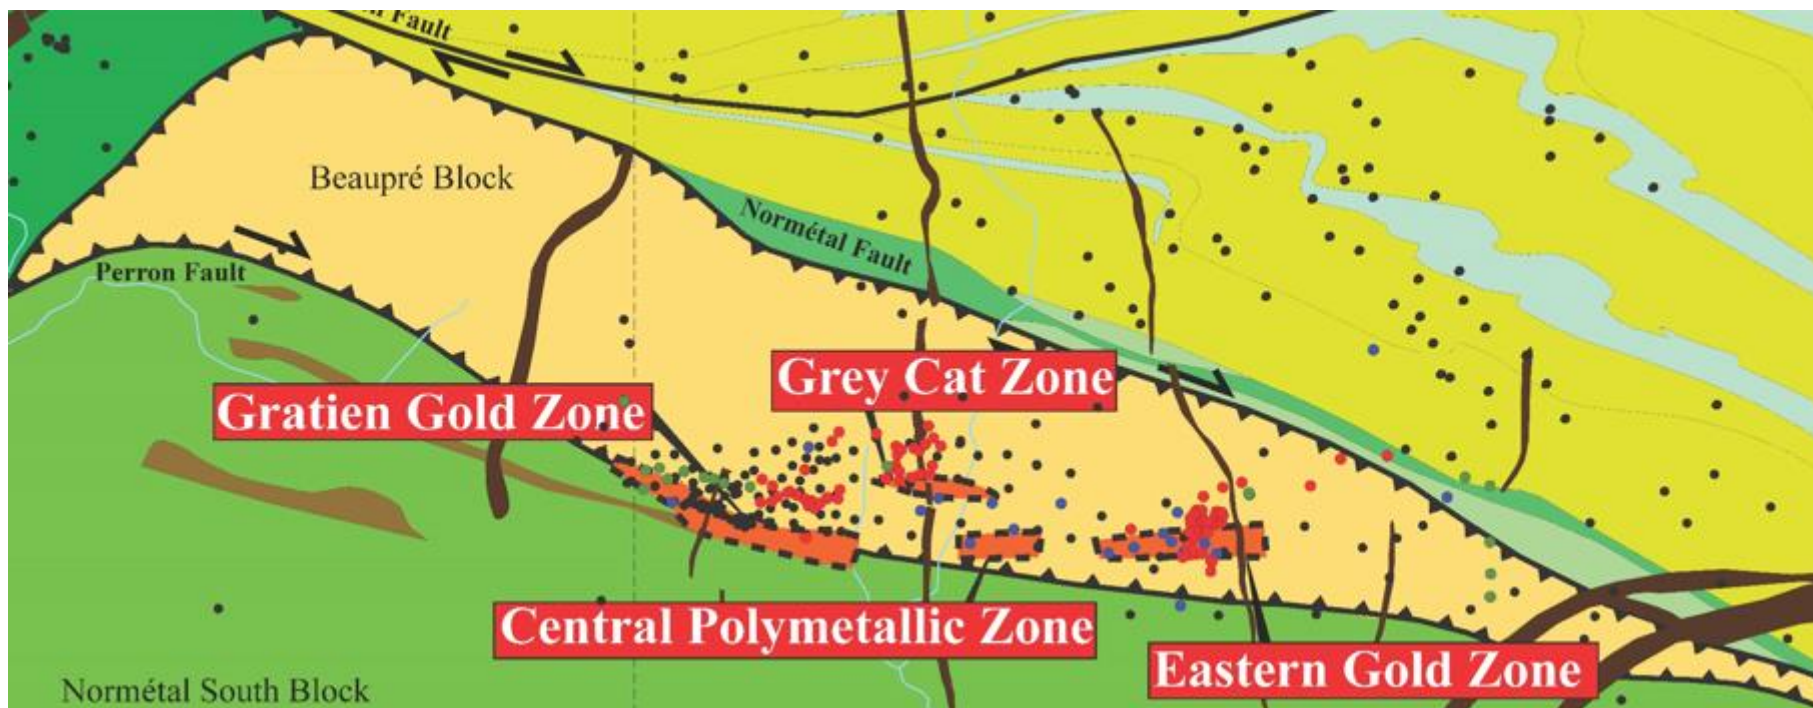 Fault
Beaupré Block
Normétal Fault
Perron Fault
Grey Cat Zone
Gratien Gold Zone
Central Polymetallic Zone
Eastern Gold Zone
Normétal South Block